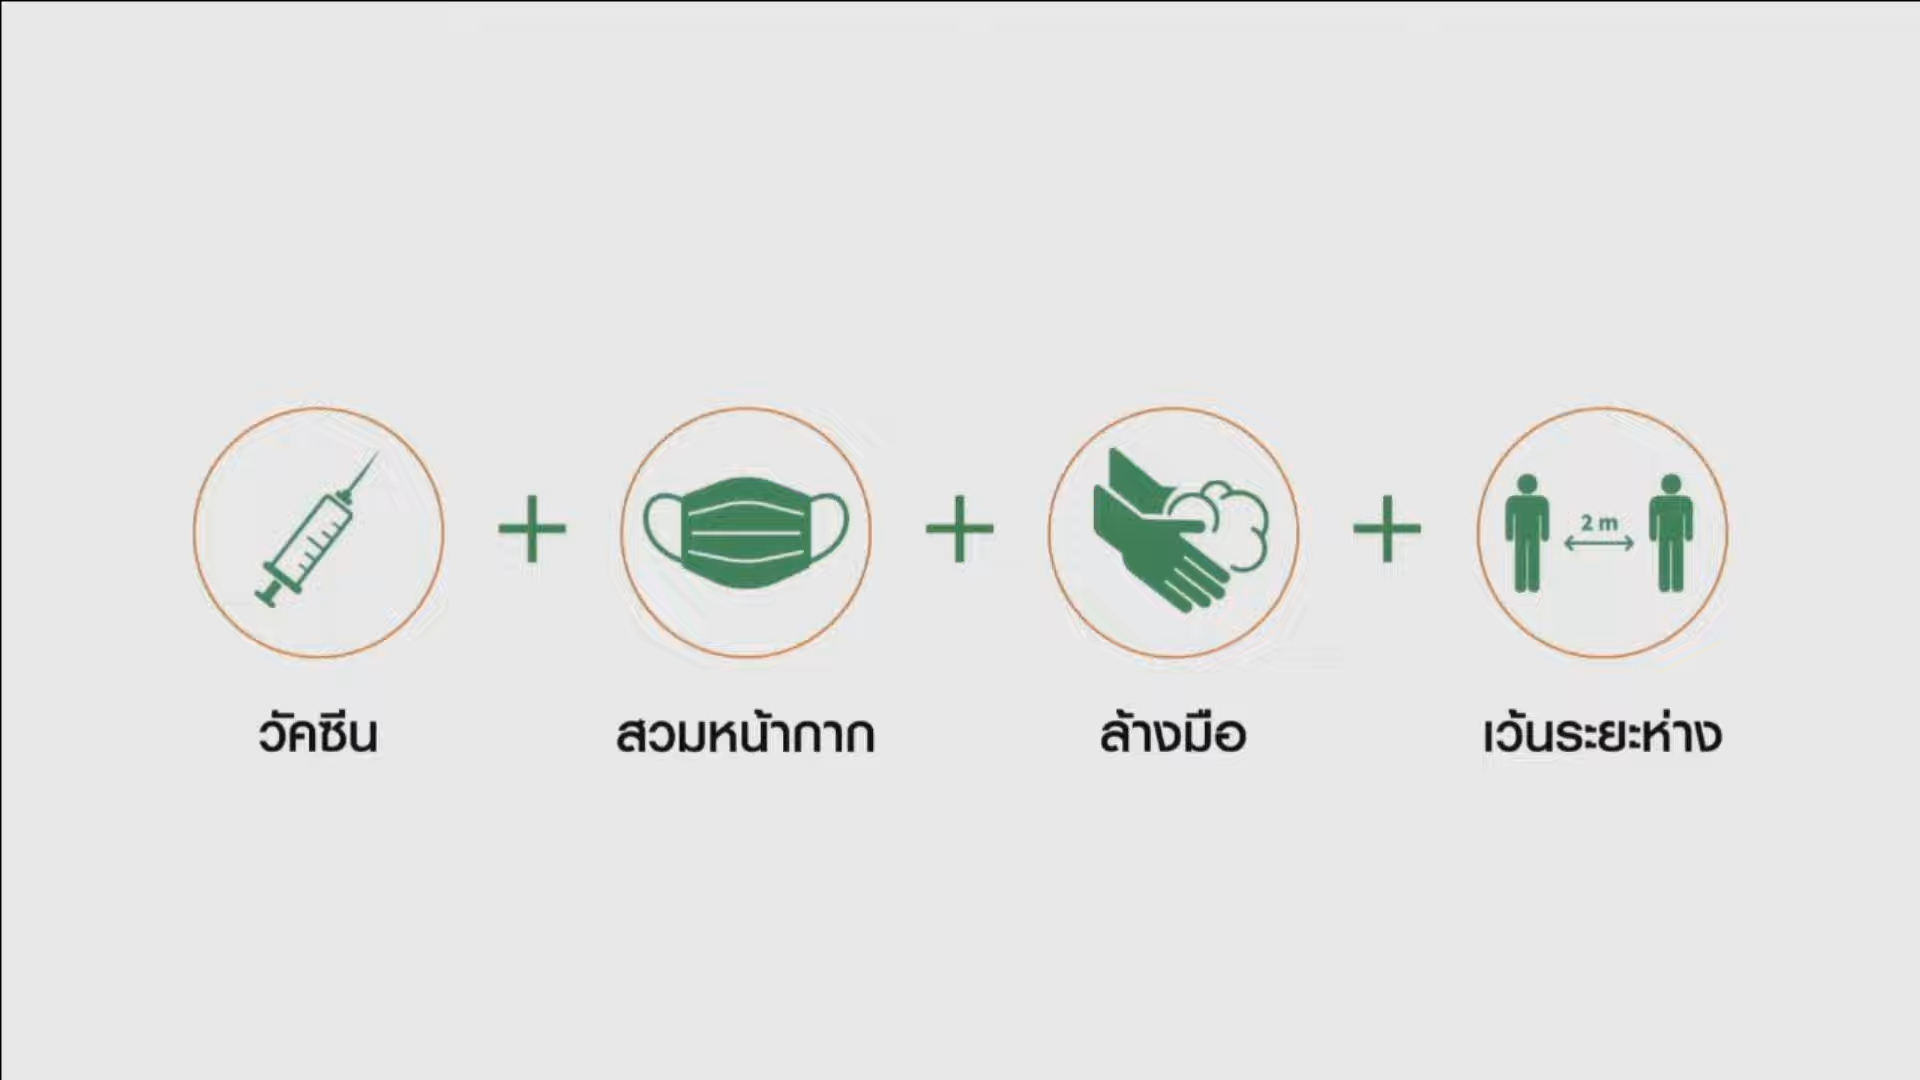 2 m
วัคซีน
สวมหน้ากาก
ล้างมือ
เว้นระยะห่าง